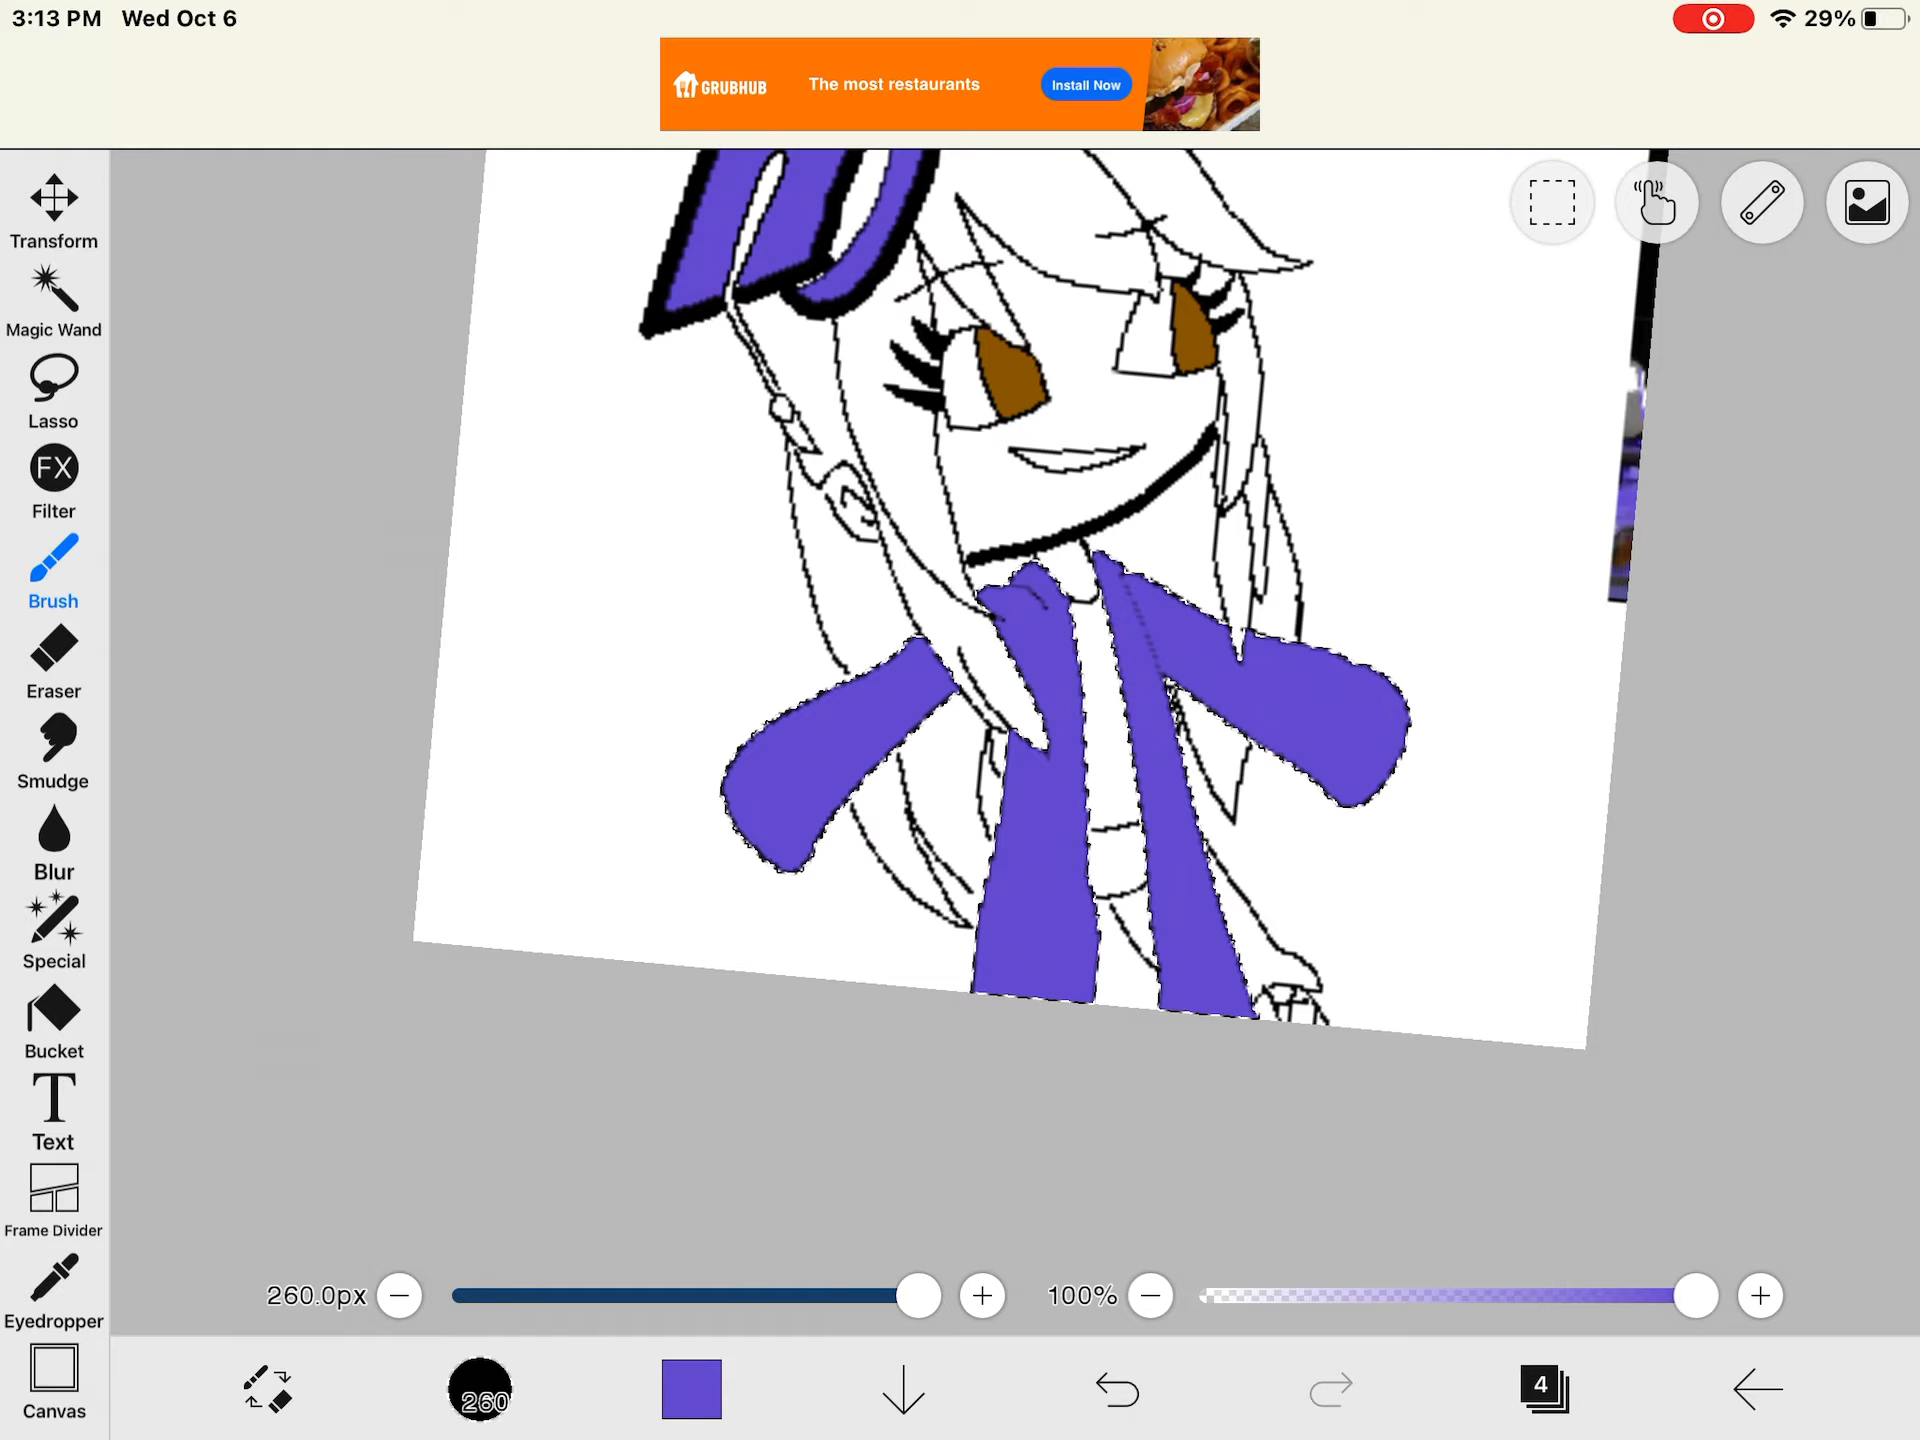 3:13 PM Wed Oct 6
29%
GRUBHUB
The most restaurants
Install Now
Transform
Magic Wand
Lasso
FX
Filter
Brush
Eraser
Smudge
Blur
Special
Bucket
T
Text
Frame Divider
Eyedropper
Canvas
260.0px
100%
260
4